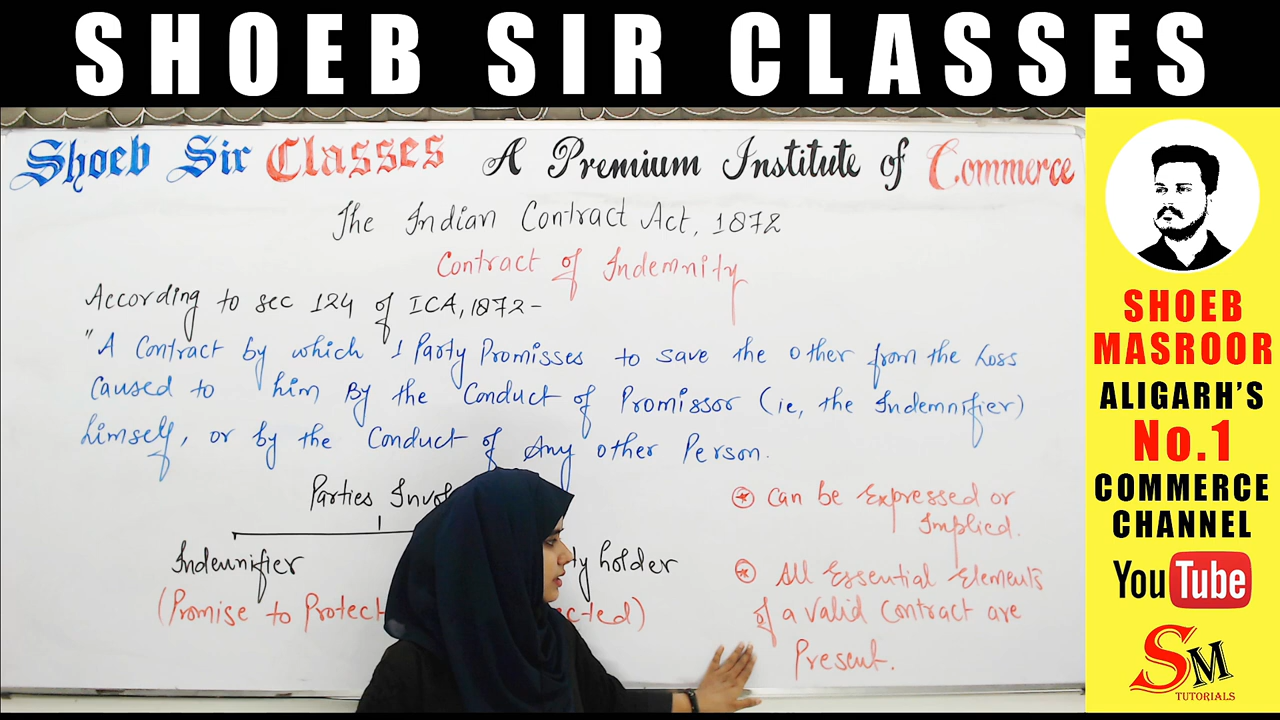 SHOEB SIR CLASSES
Shoeb Sir Classes A Premium Institute of Commerce
The Indian Contract Act, 1872
Contract of Indemnity
According to sec 124 of ICA, 1872-
"A Contract by which 1 Party Promisses to save the other from the Loss
caused to him By the Conduct of Promissor (ie, the Indemnifier)
himself, or by the Conduct of Any other Person.
Parties
Indemnifier holder
(Promise to Protect
can be Expressed or
Implied.
All Essential Elements
of a valid contract are
Present.
SHOEB
MASROOR
ALIGARH'S
No.1
COMMERCE
CHANNEL
YouTube
SM
TUTORIALS